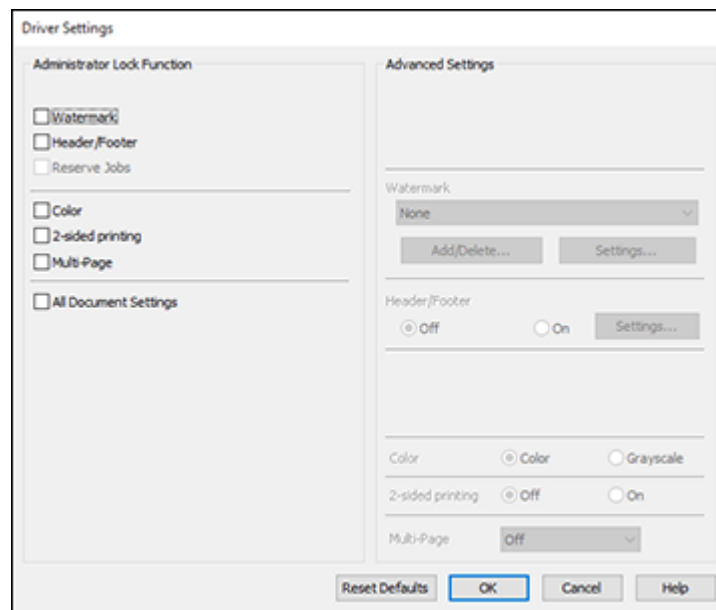 Driver Settings
Administrator Lock Function
Watermark
Header/Footer
Reserve Jobs
Color
2-sided printing
Multi-Page
All Document Settings
Advanced Settings
Watermark
None
Add/Delete... Settings...
Header/Footer
Off On Settings...
Color Color Grayscale
2-sided printing Off On
Multi-Page Off
Reset Defaults OK Cancel Help